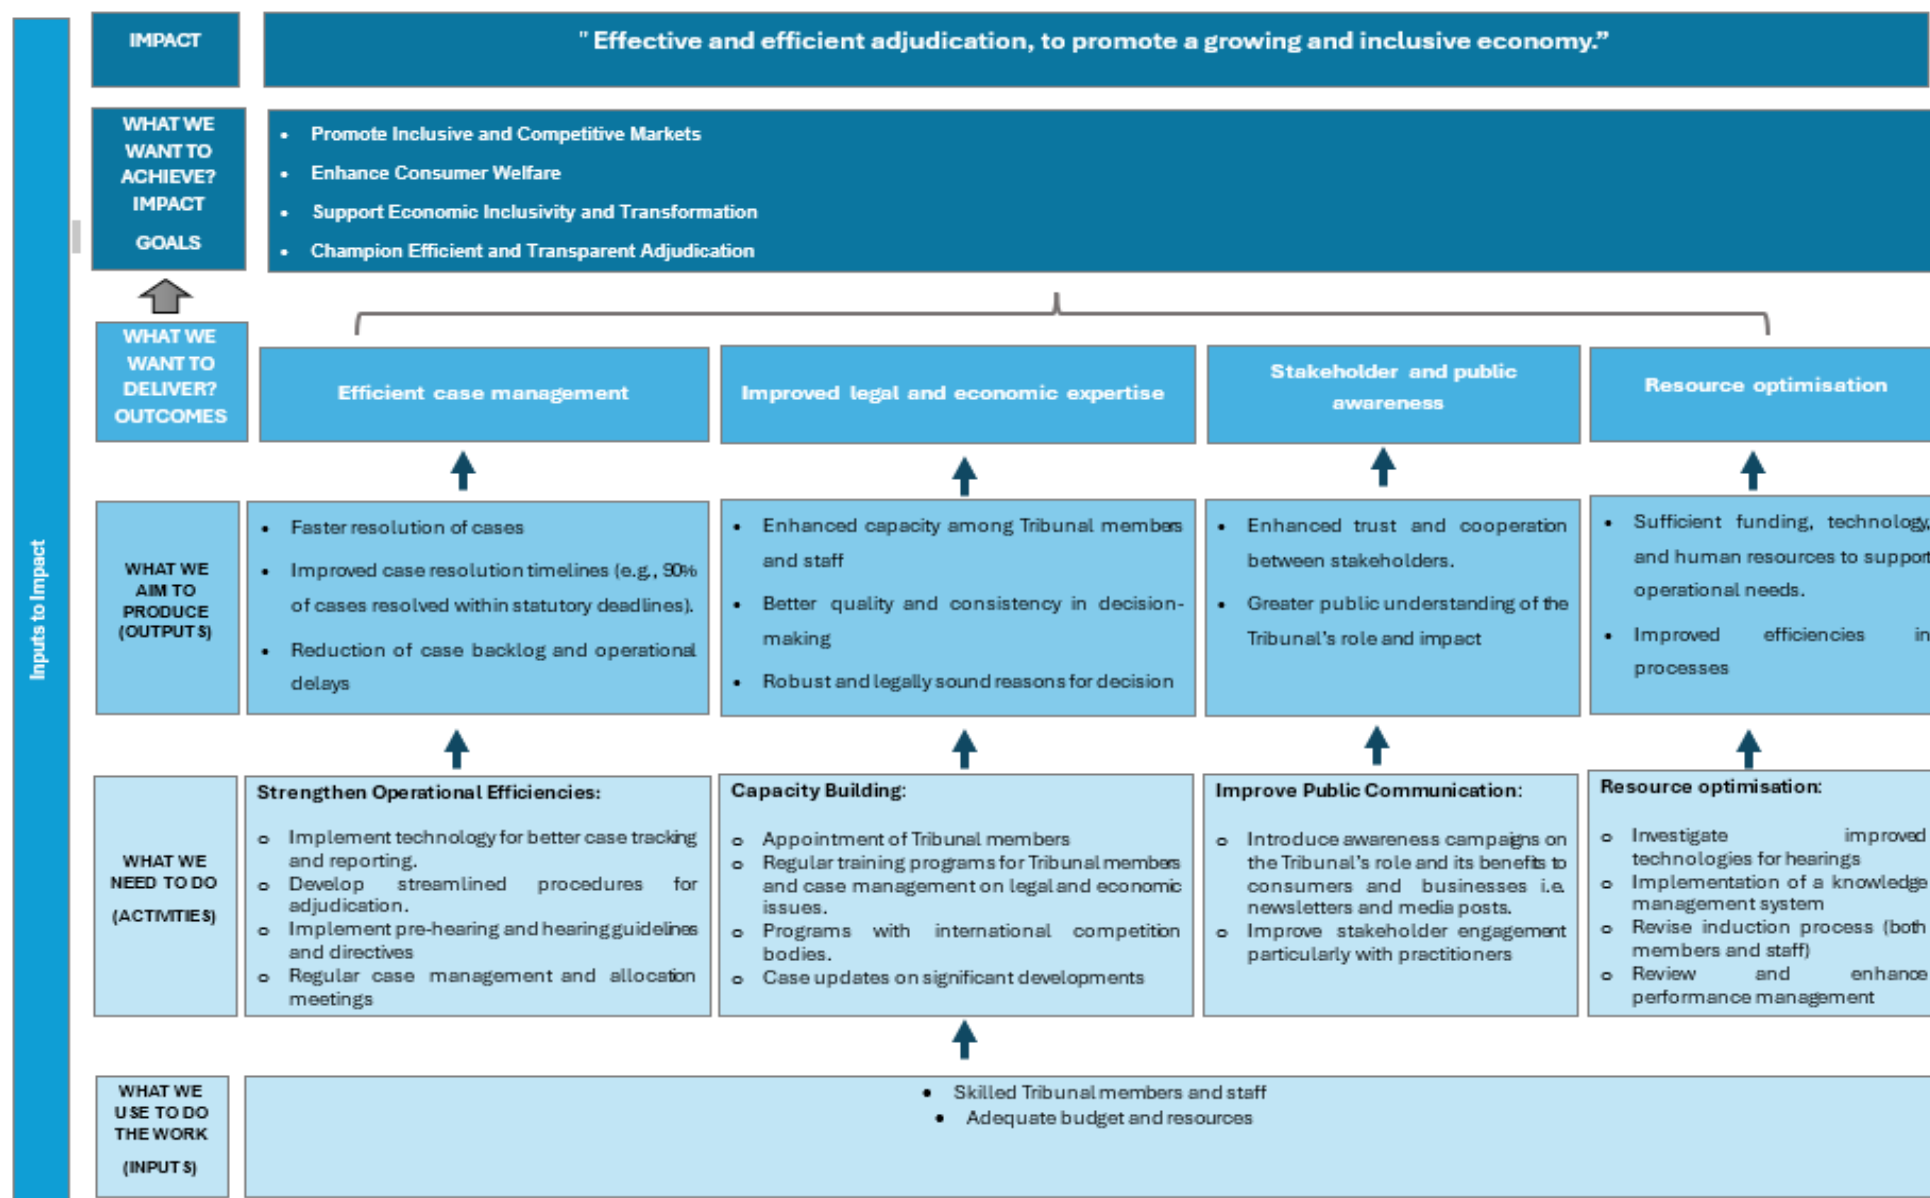 Inputs to Impact
IMPACT
" Effective and efficient adjudication, to promote a growing and inclusive economy.”
WHAT WE
WANT TO
ACHIEVE?
IMPACT
GOALS
• Promote Inclusive and Competitive Markets
• Enhance Consumer Welfare
• Support Economic Inclusivity and Transformation
• Champion Efficient and Transparent Adjudication
WHAT WE
WANT TO
DELIVER?
OUTCOMES
Efficient case management
Improved legal and economic expertise
Stakeholder and public
awareness
Resource optimisation
WHAT WE
AIM TO
PRODUCE
(OUTPUTS)
• Faster resolution of cases
• Improved case resolution timelines (e.g., 90%
of cases resolved within statutory deadlines).
• Reduction of case backlog and operational
delays
• Enhanced capacity among Tribunal members
and staff
• Better quality and consistency in decision-
making
• Robust and legally sound reasons for decision
• Enhanced trust and cooperation
between stakeholders.
• Greater public understanding of the
Tribunal’s role and impact
• Sufficient funding, technology,
and human resources to support
operational needs.
• Improved efficiencies in
processes
WHAT WE
NEED TO DO
(ACTIVITIES)
Strengthen Operational Efficiencies:
o Implement technology for better case tracking
and reporting.
o Develop streamlined procedures for
adjudication.
o Implement pre-hearing and hearing guidelines
and directives
o Regular case management and allocation
meetings
Capacity Building:
o Appointment of Tribunal members
o Regular training programs for Tribunal members
and case management on legal and economic
issues.
o Programs with international competition
bodies.
o Case updates on significant developments
Improve Public Communication:
o Introduce awareness campaigns on
the Tribunal’s role and its benefits to
consumers and businesses i.e.
newsletters and media posts.
o Improve stakeholder engagement
particularly with practitioners
Resource optimisation:
o Investigate improved
technologies for hearings
o Implementation of a knowledge
management system
o Revise induction process (both
members and staff)
o Review and enhance
performance management
WHAT WE
USE TO DO
THE WORK
(INPUTS)
• Skilled Tribunal members and staff
• Adequate budget and resources